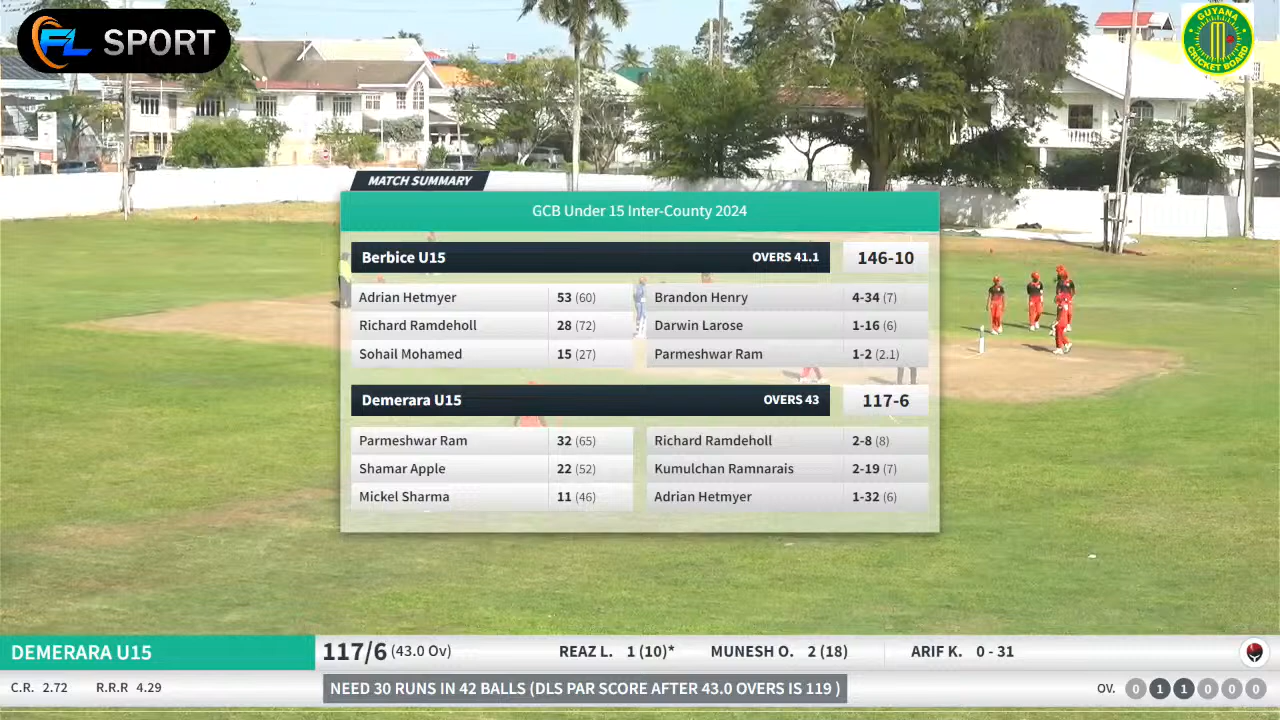 FL SPORT
GUYANA
CRICKET BOARD
MATCH SUMMARY
GCB Under 15 Inter-County 2024
Berbice U15 OVERS 41.1 146-10
Adrian Hetmyer 53 (60) Brandon Henry 4-34 (7)
Richard Ramdeholl 28 (72) Darwin Larose 1-16 (6)
Sohail Mohamed 15 (27) Parmeshwar Ram 1-2 (2.1)
Demerara U15 OVERS 43 117-6
Parmeshwar Ram 32 (65) Richard Ramdeholl 2-8 (8)
Shamar Apple 22 (52) Kumulchan Ramnarais 2-19 (7)
Mickel Sharma 11 (46) Adrian Hetmyer 1-32 (6)
DEMERARA U15 117/6 (43.0 Ov) REAZ L. 1 (10)* MUNESH O. 2 (18) ARIF K. 0 - 31
C.R. 2.72 R.R.R 4.29 NEED 30 RUNS IN 42 BALLS (DLS PAR SCORE AFTER 43.0 OVERS IS 119 ) OV. 0 1 1 0 0 0